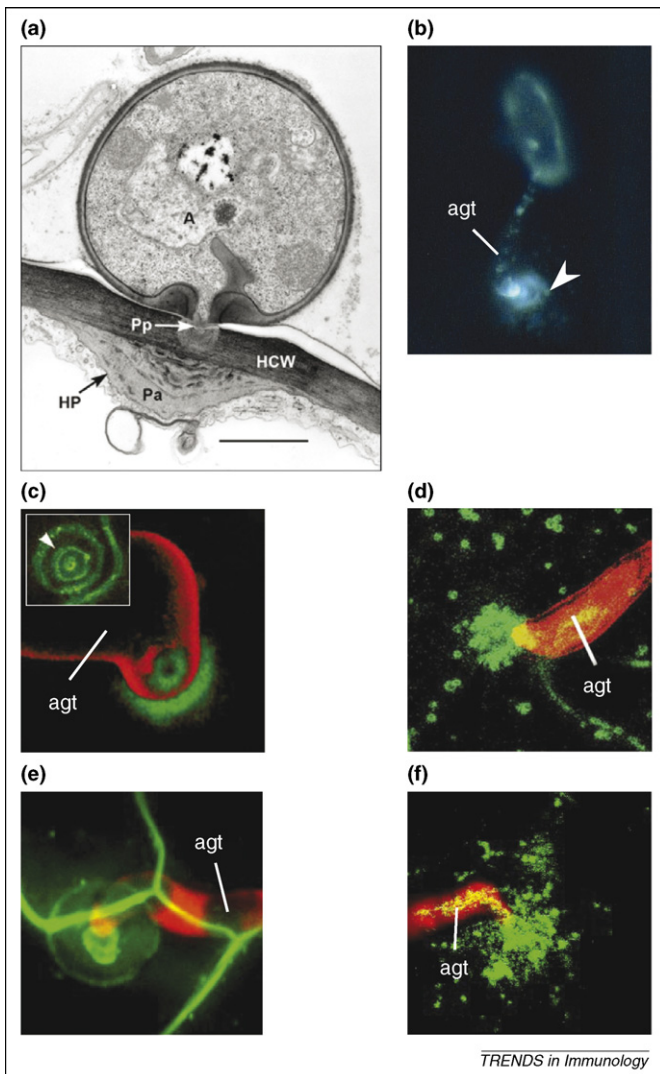 (a)
(b)
A
agt
Pp
HCW
HP
Pa
(c)
(d)
agt
agt
(e)
(f)
agt
agt
TRENDS in Immunology